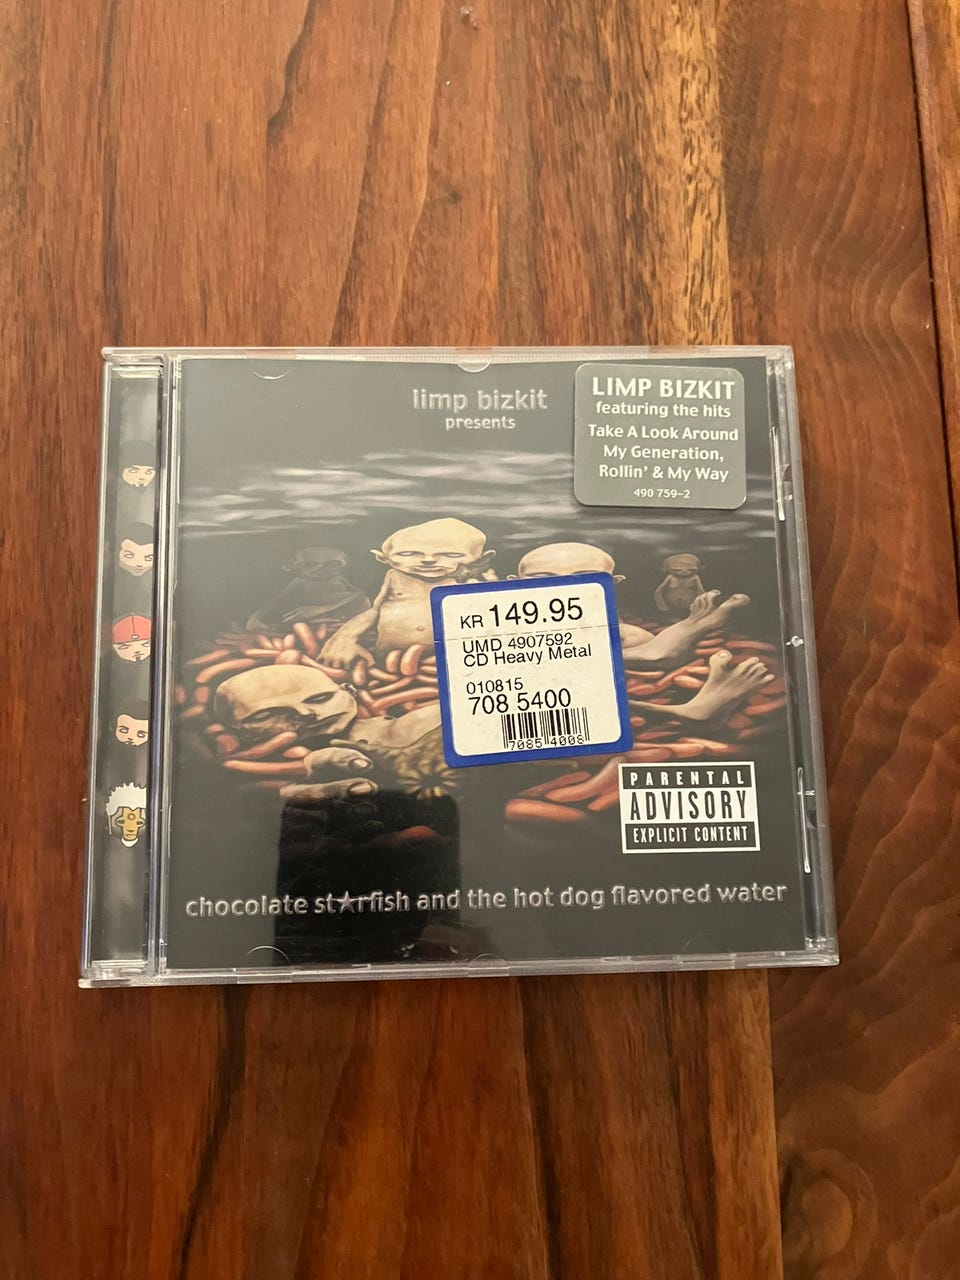 limp bizkit
presents
LIMP BIZKIT
featuring the hits
Take A Look Around
My Generation,
Rollin' & My Way
490 759-2
KR 149.95
UMD 4907592
CD Heavy Metal
010815
708 5400
70854008
PARENTAL
ADVISORY
EXPLICIT CONTENT
chocolate st★rfish and the hot dog flavored water